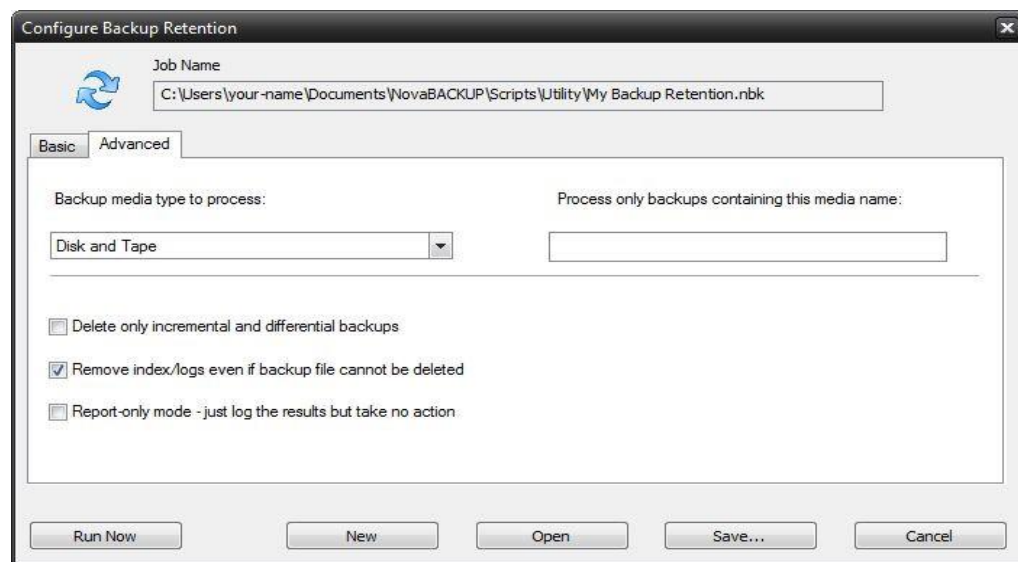 Configure Backup Retention
Job Name
C:\Users\your-name\Documents\NovaBACKUP\Scripts\Utility\My Backup Retention.nbk
Basic
Advanced
Backup media type to process:
Process only backups containing this media name:
Disk and Tape
Delete only incremental and differential backups
Remove index/logs even if backup file cannot be deleted
Report-only mode - just log the results but take no action
Run Now
New
Open
Save...
Cancel